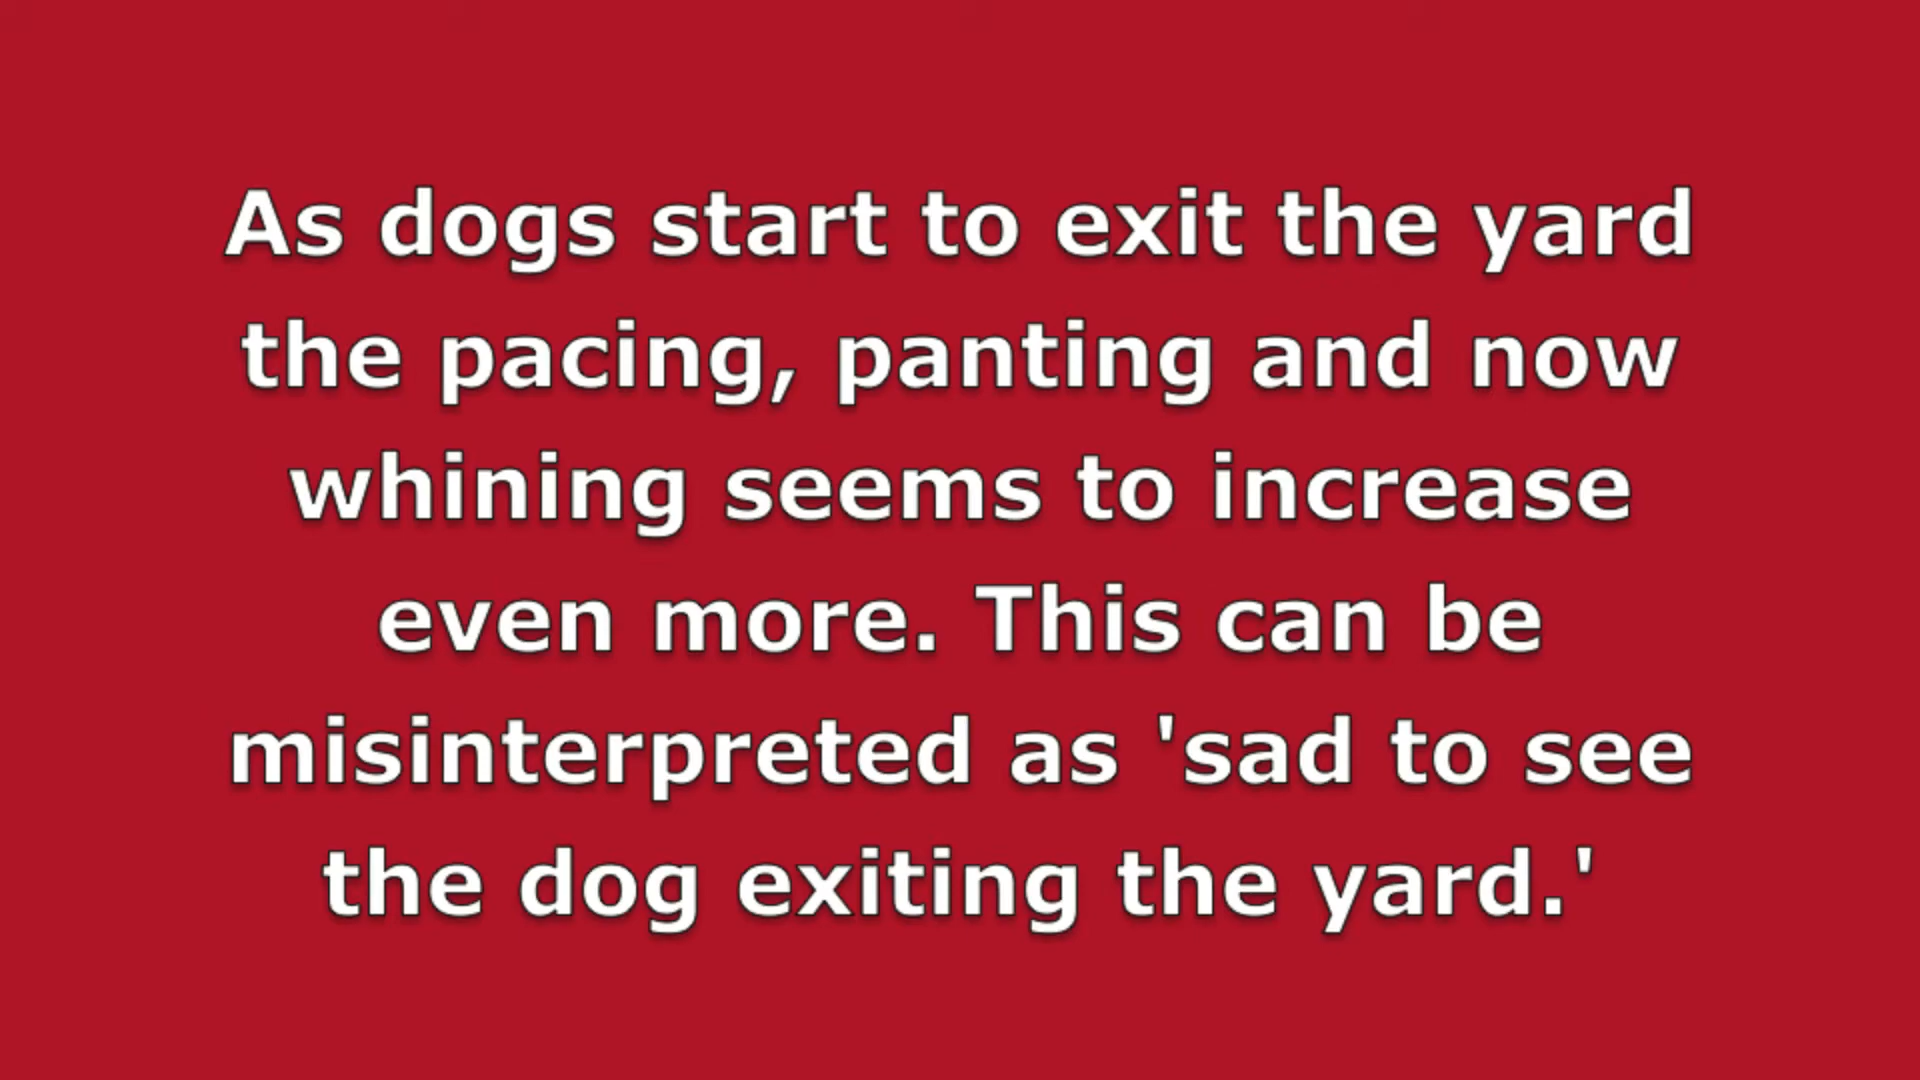 As dogs start to exit the yard
the pacing, panting and now
whining seems to increase
even more. This can be
misinterpreted as 'sad to see
the dog exiting the yard.'